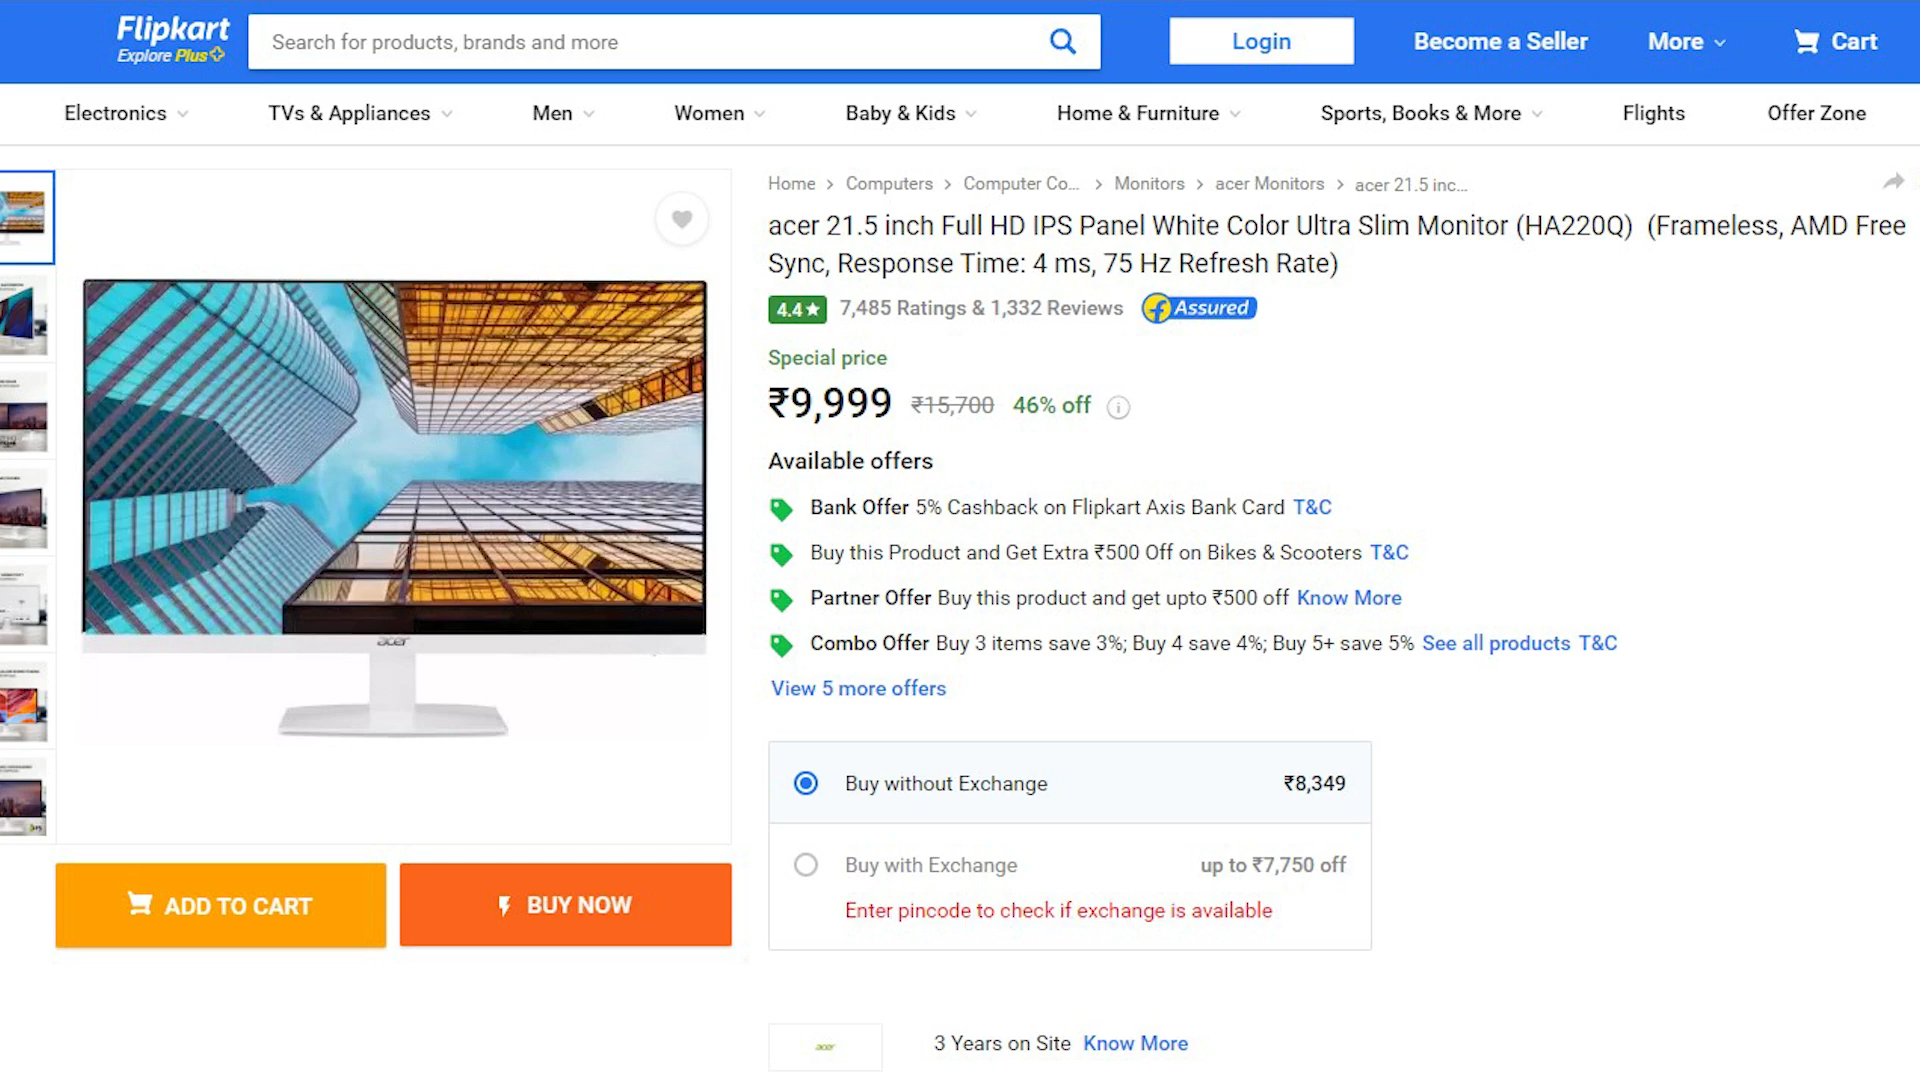 Flipkart
Explore Plus
Search for products, brands and more
Login
Become a Seller
More
Cart
Electronics
TVs & Appliances
Men
Women
Baby & Kids
Home & Furniture
Sports, Books & More
Flights
Offer Zone
Home > Computers > Computer Co... > Monitors > acer Monitors > acer 21.5 inc...
acer 21.5 inch Full HD IPS Panel White Color Ultra Slim Monitor (HA220Q) (Frameless, AMD Free
Sync, Response Time: 4 ms, 75 Hz Refresh Rate)
4.4★ 7,485 Ratings & 1,332 Reviews Assured
Special price
₹9,999 ₹15,700 46% off
Available offers
Bank Offer 5% Cashback on Flipkart Axis Bank Card T&C
Buy this Product and Get Extra ₹500 Off on Bikes & Scooters T&C
Partner Offer Buy this product and get upto ₹500 off Know More
Combo Offer Buy 3 items save 3%; Buy 4 save 4%; Buy 5+ save 5% See all products T&C
View 5 more offers
acer
Buy without Exchange ₹8,349
Buy with Exchange up to ₹7,750 off
Enter pincode to check if exchange is available
ADD TO CART
BUY NOW
acer
3 Years on Site Know More